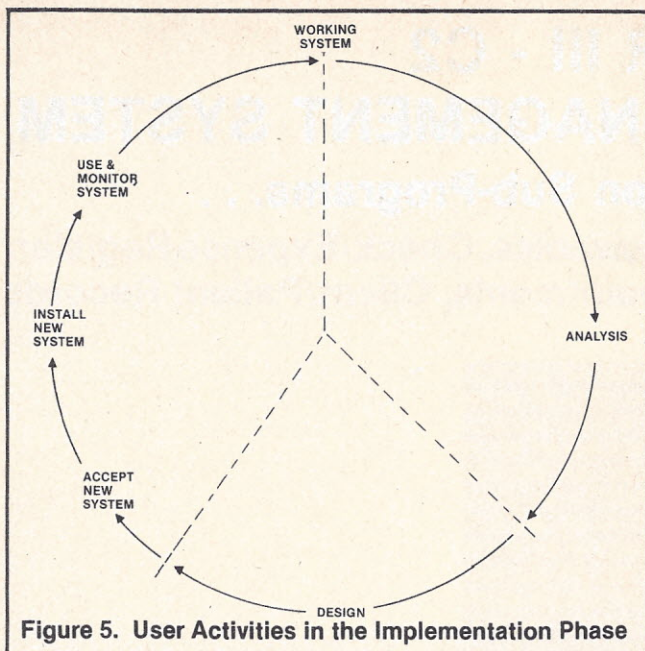 WORKING
SYSTEM
USE &
MONITOR
SYSTEM
INSTALL
NEW
SYSTEM
ANALYSIS
ACCEPT
NEW
SYSTEM
DESIGN
Figure 5. User Activities in the Implementation Phase